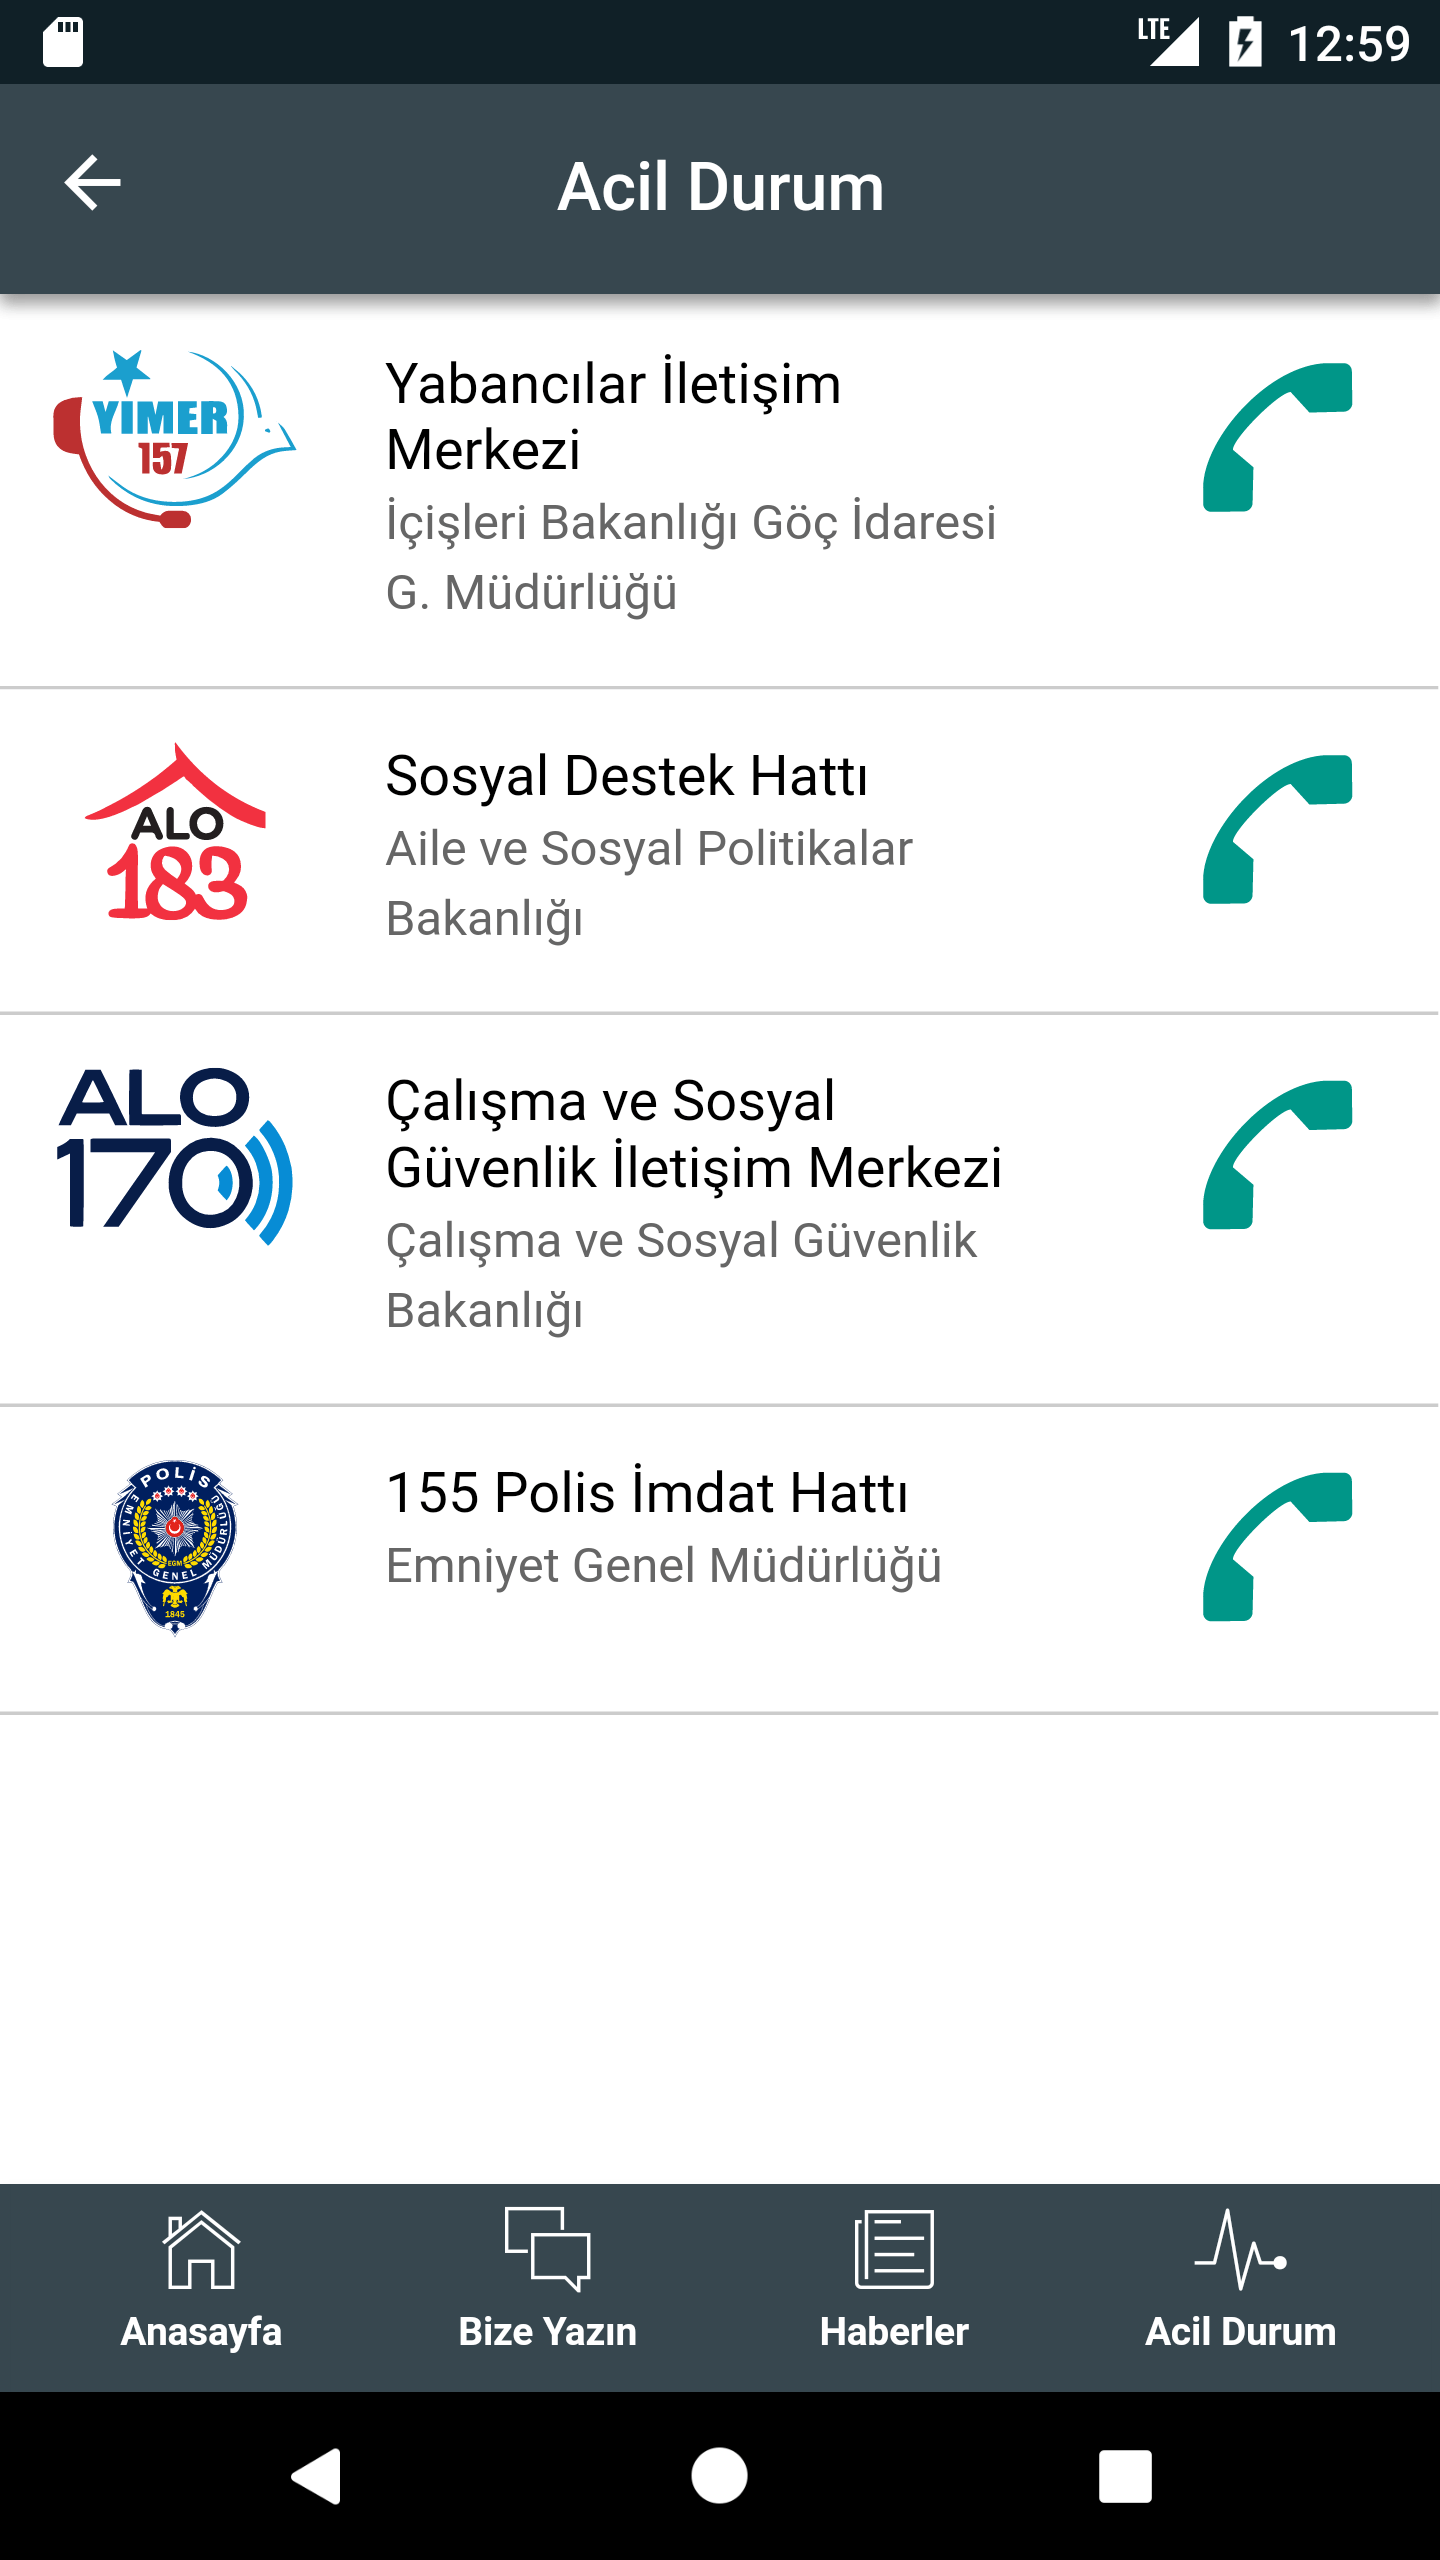 LTE 12:59
Acil Durum
YIMER
157
Yabancılar İletişim
Merkezi
İçişleri Bakanlığı Göç İdaresi
G. Müdürlüğü
ALO
183
Sosyal Destek Hattı
Aile ve Sosyal Politikalar
Bakanlığı
ALO
170
Çalışma ve Sosyal
Güvenlik İletişim Merkezi
Çalışma ve Sosyal Güvenlik
Bakanlığı
POLİS
EMNİYET GENEL MÜDÜRLÜĞÜ
EGM
1845
155 Polis İmdat Hattı
Emniyet Genel Müdürlüğü
Anasayfa
Bize Yazın
Haberler
Acil Durum